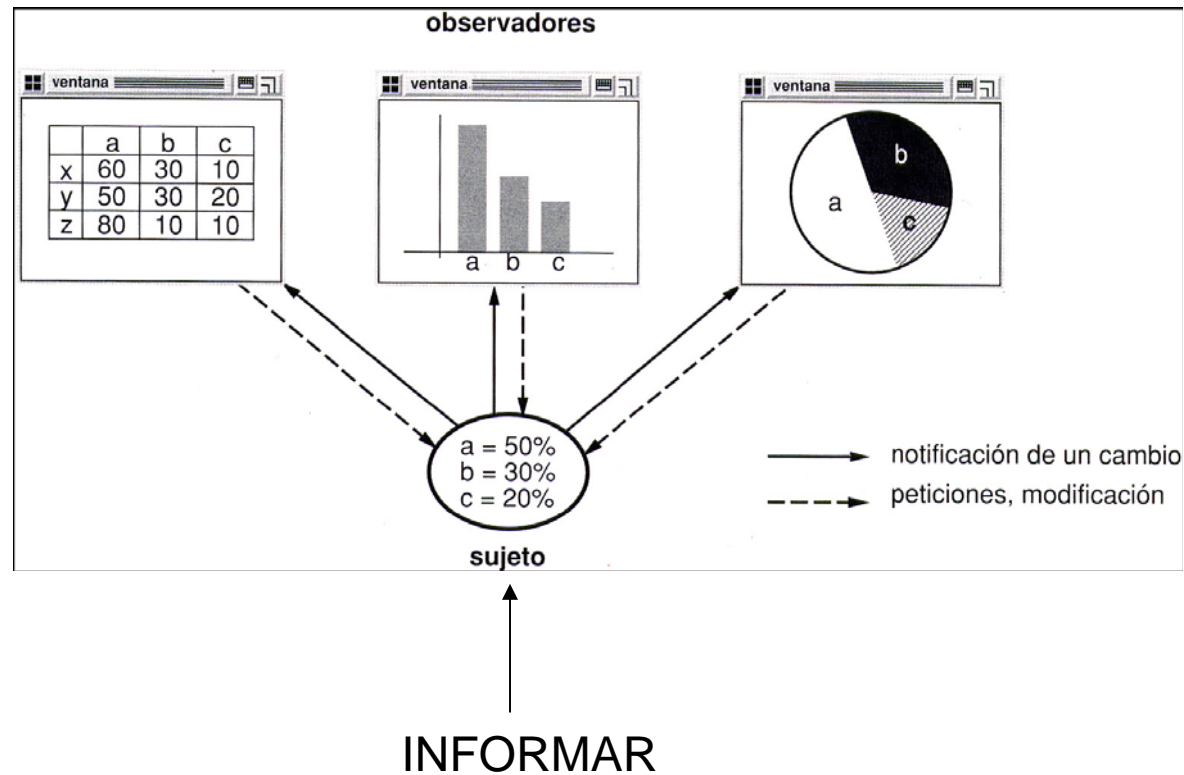 observadores
ventana
a b c
x 60 30 10
y 50 30 20
z 80 10 10
ventana
a b c
ventana
a
b
c
a = 50%
b = 30%
c = 20%
sujeto
notificación de un cambio
peticiones, modificación
INFORMAR